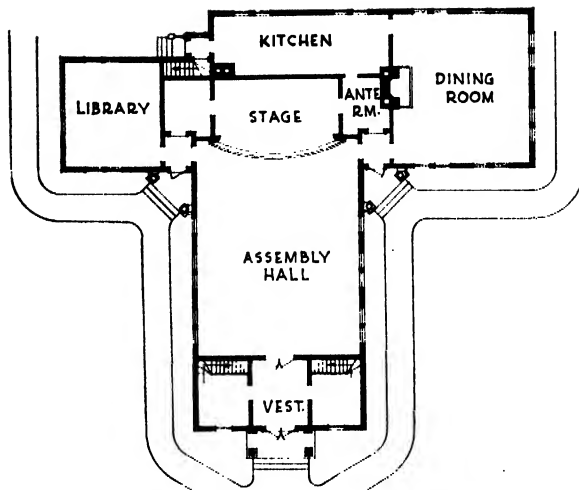 KITCHEN
LIBRARY
STAGE
ANTE
RM.
DINING
ROOM
ASSEMBLY
HALL
VEST.